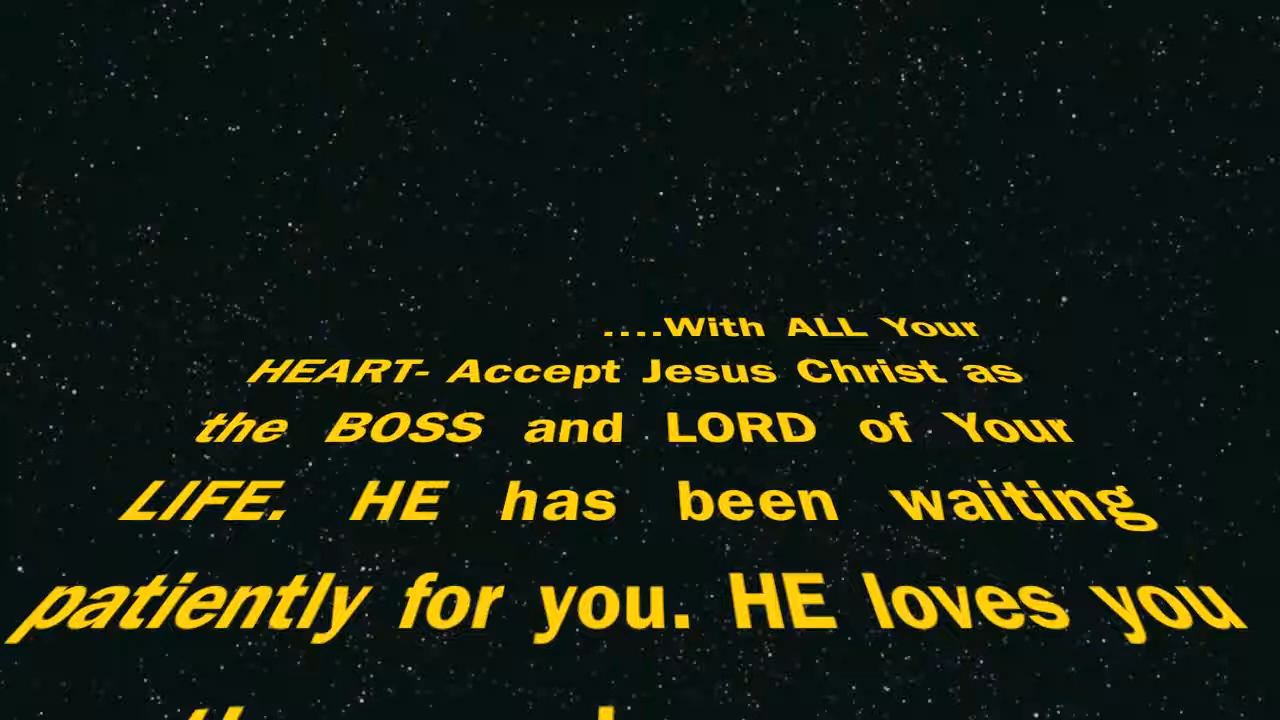 ....With ALL Your
HEART- Accept Jesus Christ as
the BOSS and LORD of Your
LIFE. HE has been waiting
patiently for you. HE loves you